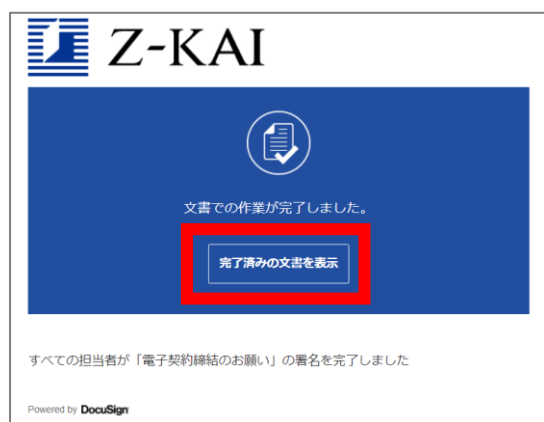 Z-KAI
文書での作業が完了しました。
完了済みの文書を表示
すべての担当者が「電子契約締結のお願い」の署名を完了しました
Powered by DocuSign